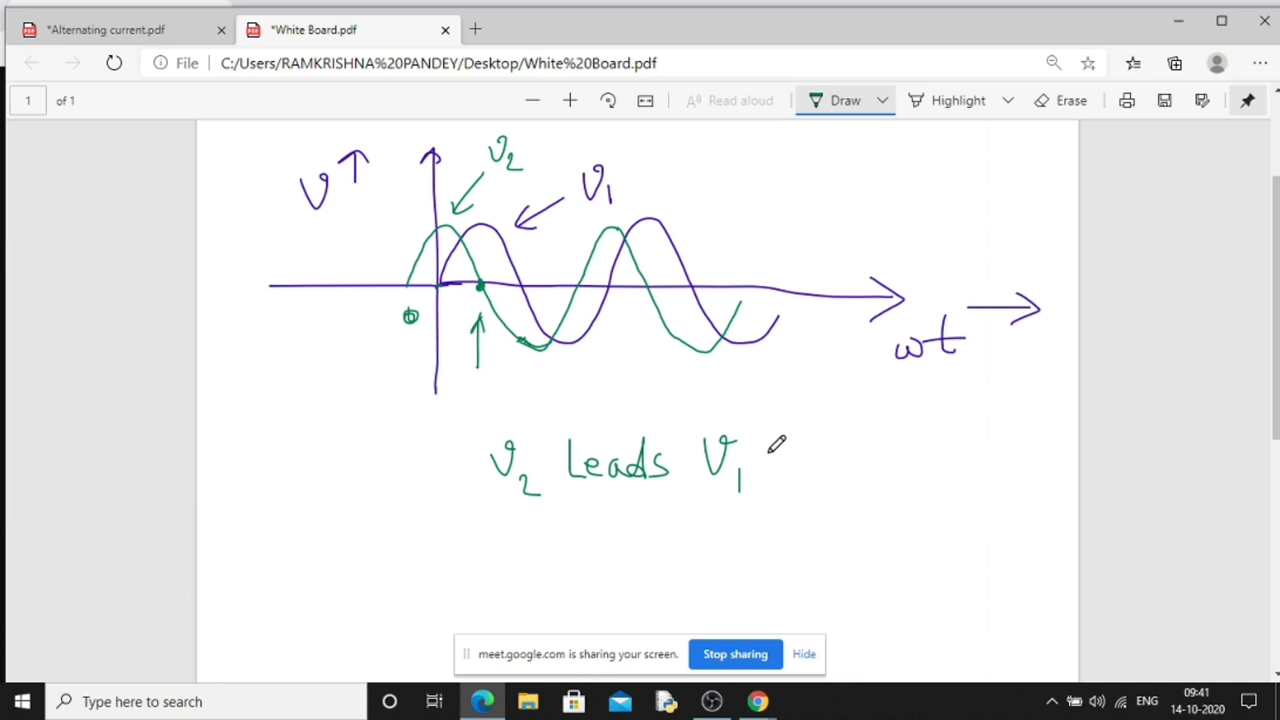 *Alternating current.pdf
*White Board.pdf
File
C:/Users/RAMKRISHNA%20PANDEY/Desktop/White%20Board.pdf
1 of 1
Read aloud
Draw
Highlight
Erase
V
V2
V1
ωt
V2 Leads V1
meet.google.com is sharing your screen.
Stop sharing
Hide
Type here to search
ENG
09:41
14-10-2020